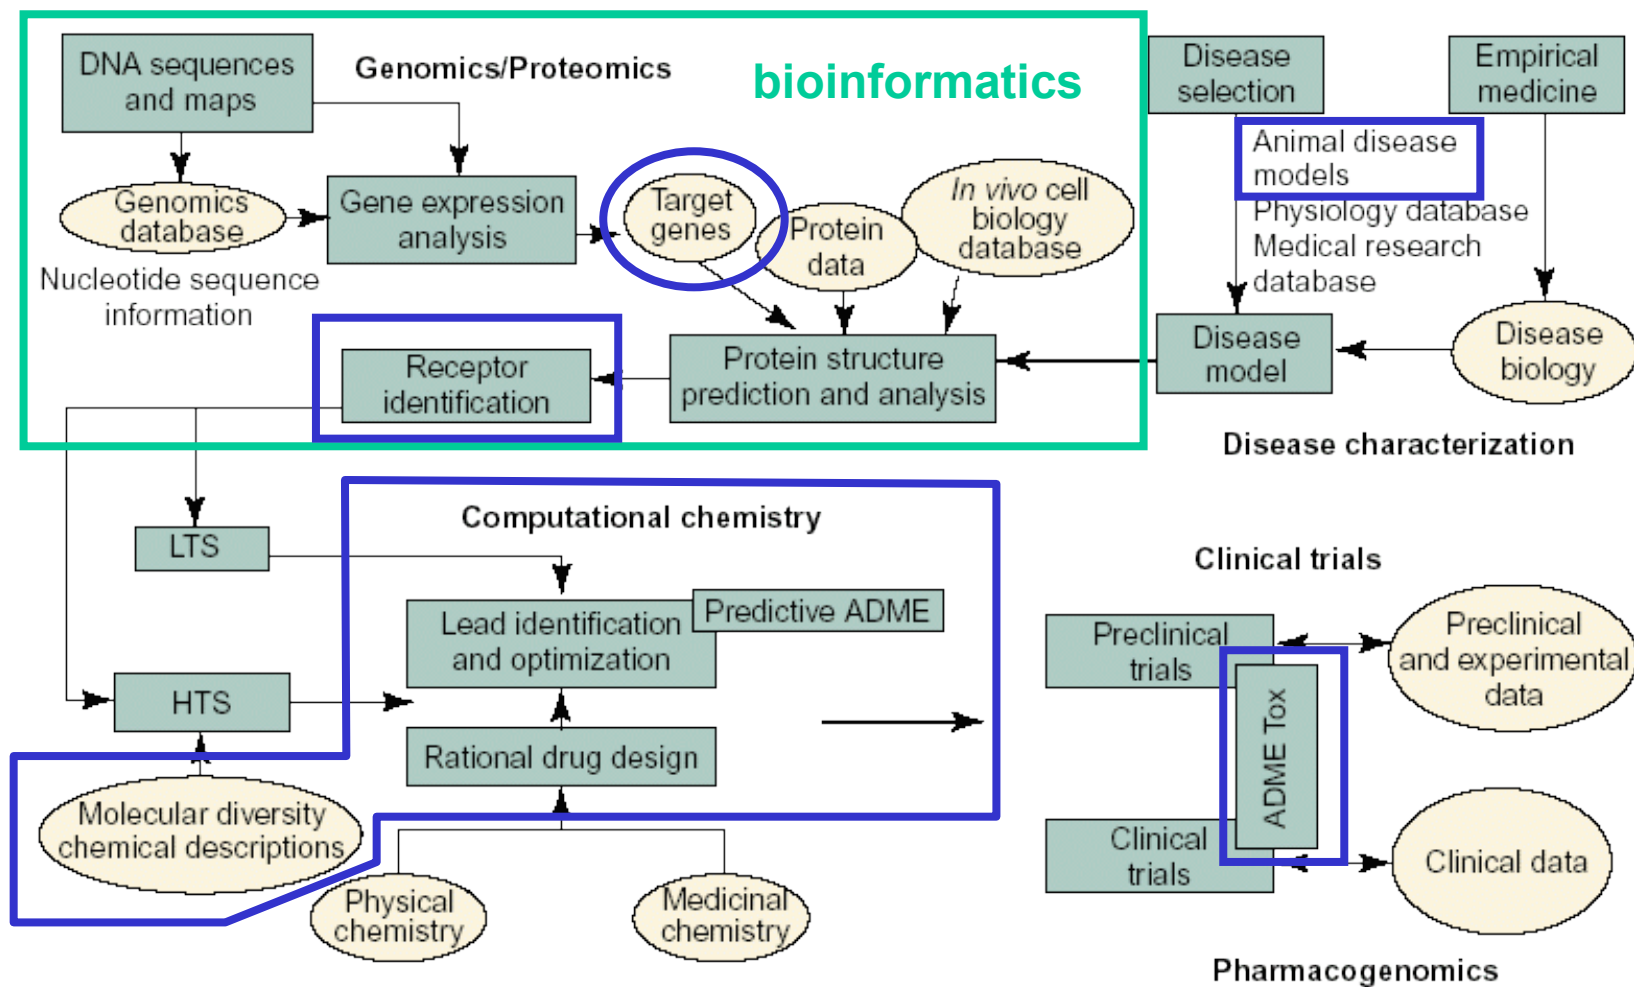 DNA sequences
and maps
Genomics/Proteomics
bioinformatics
Disease
selection
Empirical
medicine
Animal disease
models
Physiology database
Medical research
database
Genomics
database
Nucleotide sequence
information
Gene expression
analysis
Target
genes
Protein
data
In vivo cell
biology
database
Receptor
identification
Protein structure
prediction and analysis
Disease
model
Disease
biology
Disease characterization
Computational chemistry
LTS
Lead identification
and optimization
Predictive ADME
HTS
Rational drug design
Molecular diversity
chemical descriptions
Physical
chemistry
Medicinal
chemistry
Clinical trials
Preclinical
trials
Preclinical
and experimental
data
ADME Tox
Clinical
trials
Clinical data
Pharmacogenomics